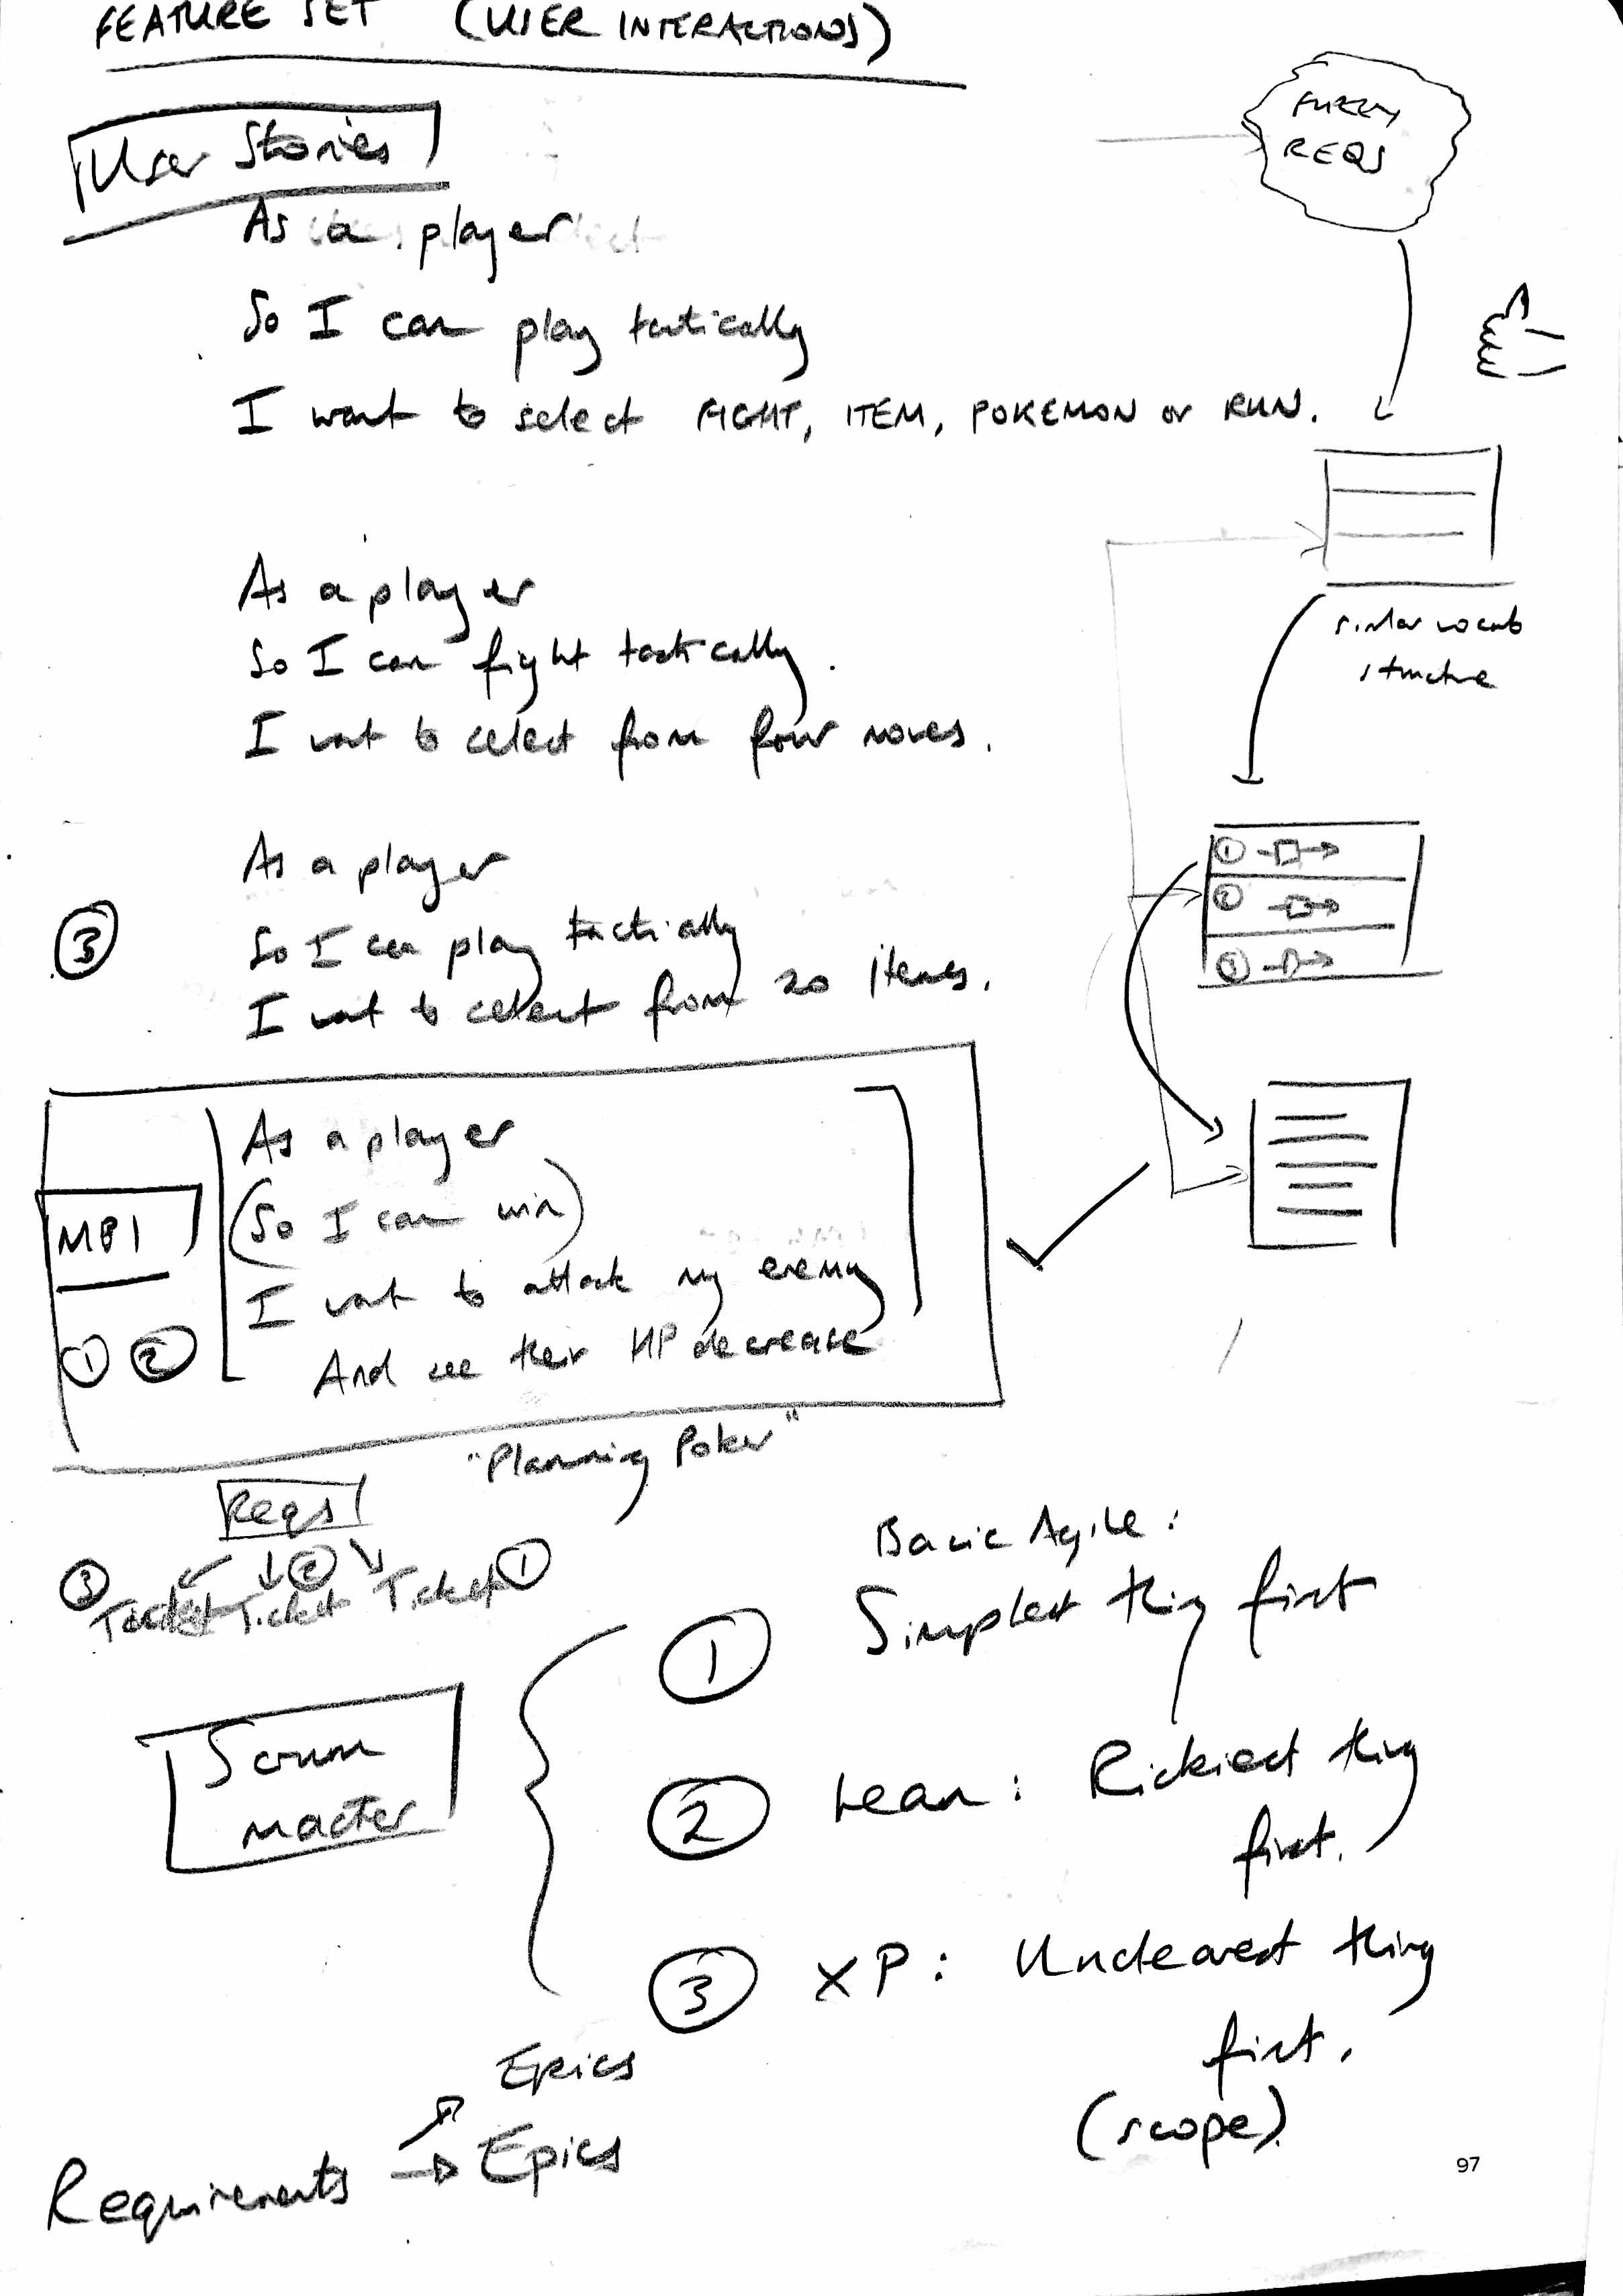 FEATURE SET (USER INTERACTIONS)
User Stories
FUZZY
REQS
As a player
So I can play tactically
I want to select FIGHT, ITEM, POKEMON or RUN.
As a player
So I can fight tactically.
I want to select from four moves.
similar vocab
structure
①
②
③
③
As a player
So I can play tactically
I want to select from 20 items.
As a player
(So I can win)
I want to attack my enemy
And see their HP decrease
①②
"Planning Poker"
Reqs
③ Ticket Ticket ② Ticket ①
Scrum
master
① Basic Agile:
Simplest thing first
② Lean: Riskiest thing
first.
③ XP: Unclearest thing
first.
(scope)
Epics
Requirements → Epics
97